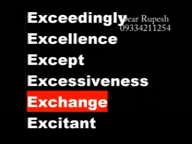 Exceedingly
Dear Rupesh
09334211254
Excellence
Except
Excessiveness
Exchange
Excitant